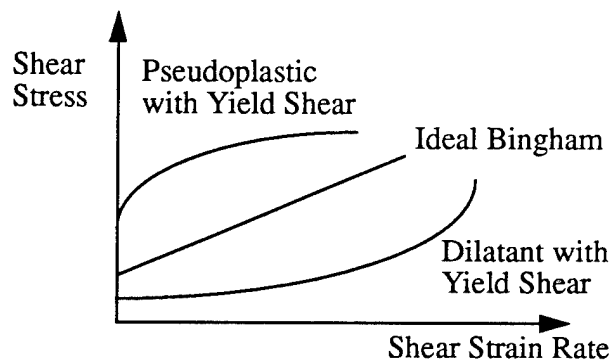 Shear
Stress
Pseudoplastic
with Yield Shear
Ideal Bingham
Dilatant with
Yield Shear
Shear Strain Rate